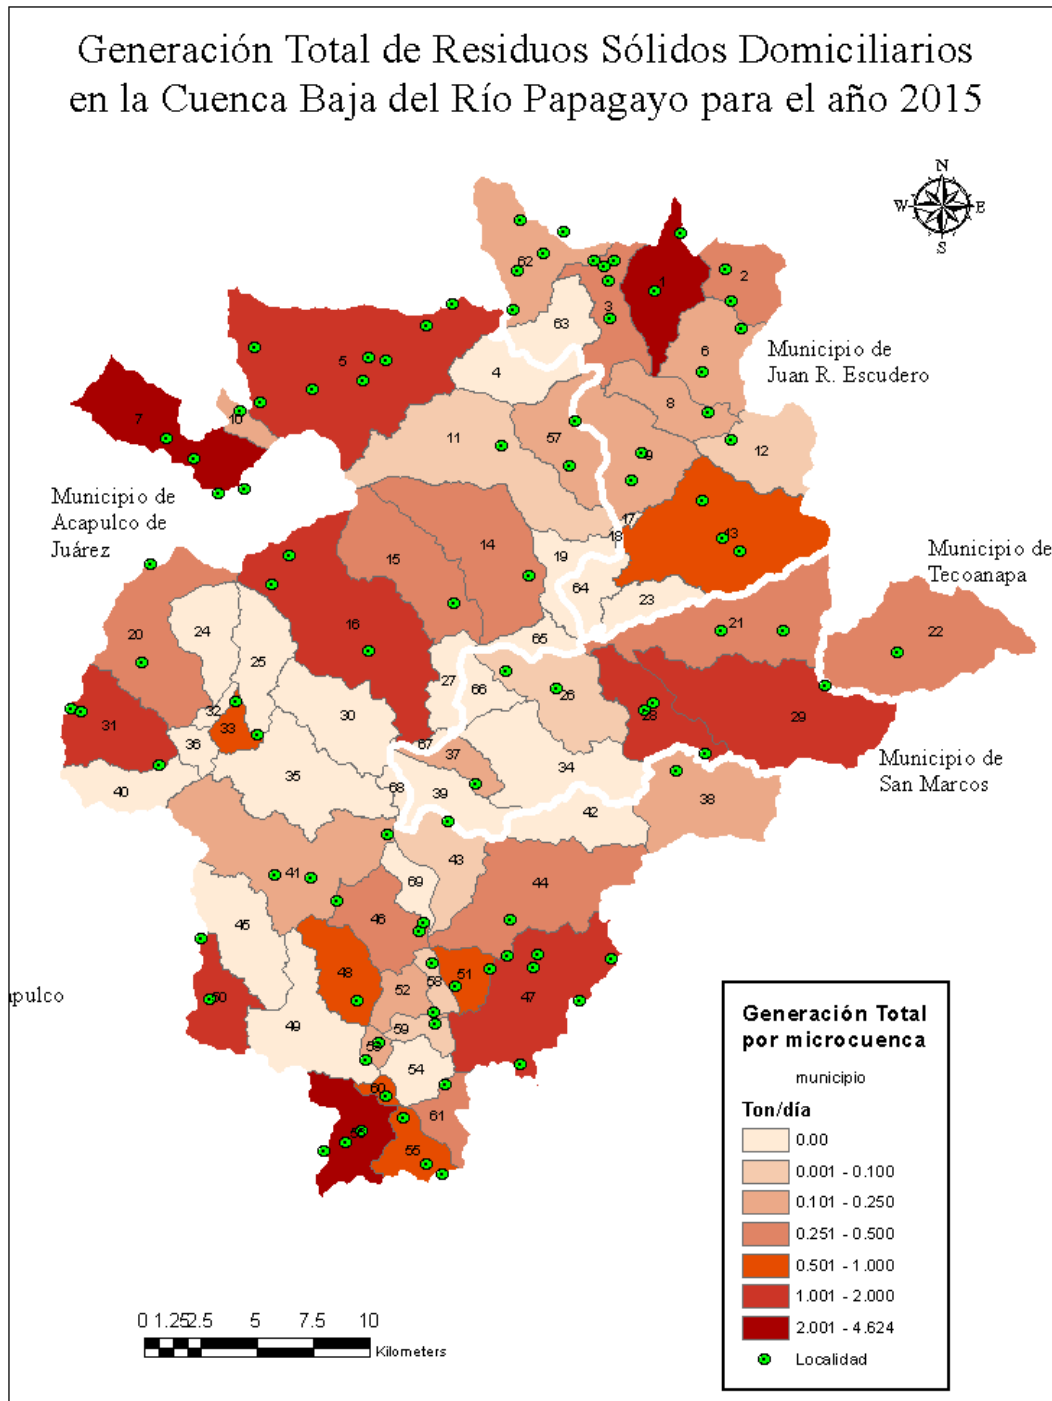 Generación Total de Residuos Sólidos Domiciliarios
en la Cuenca Baja del Río Papagayo para el año 2015
N
W E
S
62
1
2
3
63
Municipio de
Juan R. Escudero
5
4
6
7
10
8
11
57
9
12
Municipio de
Acapulco de
Juárez
17
18
13
15
14
19
Municipio de
Tecoanapa
64
23
20
24
16
65
21
22
25
27
66
26
31
32
33
30
28
29
36
67
37
34
Municipio de
San Marcos
40
35
68
39
42
38
41
43
69
44
45
46
48
51
58
52
47
50
apulco
49
59
54
60
61
55
Generación Total
por microcuenca
municipio
Ton/día
0.00
0.001 - 0.100
0.101 - 0.250
0.251 - 0.500
0.501 - 1.000
1.001 - 2.000
2.001 - 4.624
Localidad
0 1.252.5 5 7.5 10
Kilometers